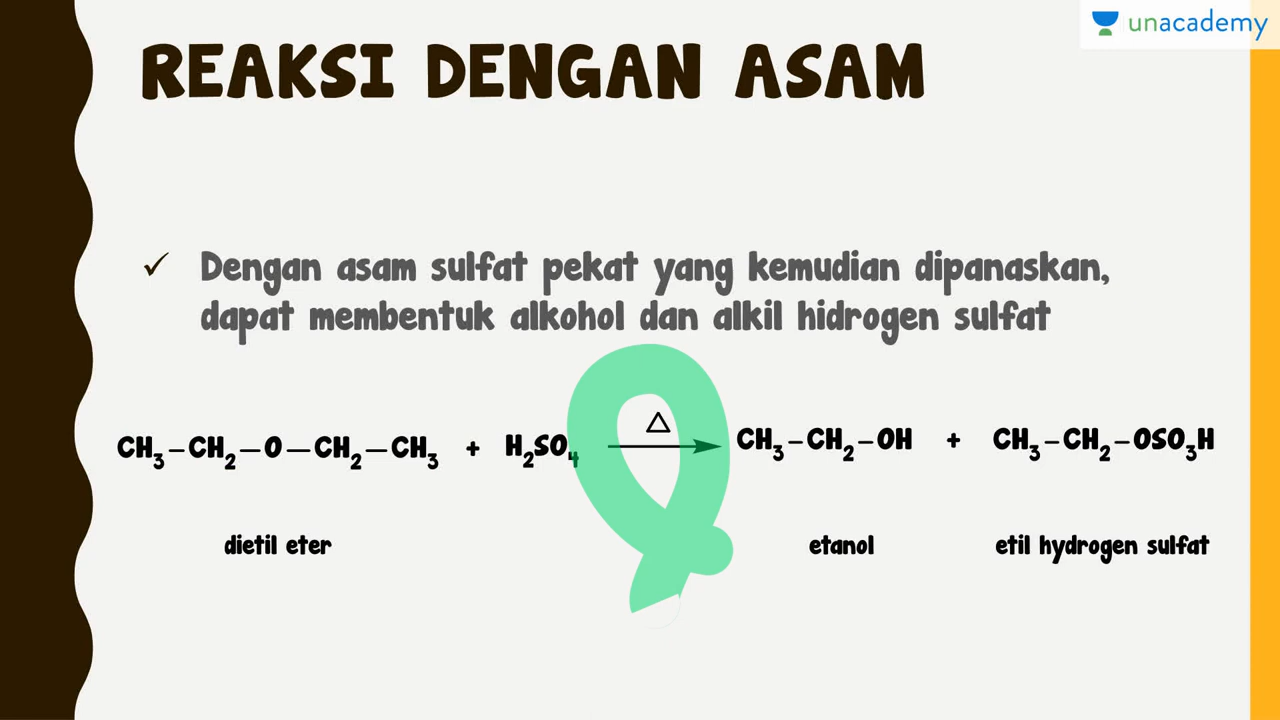 unacademy
REAKSI DENGAN ASAM
✓ Dengan asam sulfat pekat yang kemudian dipanaskan,
dapat membentuk alkohol dan alkil hidrogen sulfat
△
CH₃–CH₂–O–CH₂–CH₃ + H₂SO₄ → CH₃–CH₂–OH + CH₃–CH₂–OSO₃H
dietil eter etanol etil hydrogen sulfat